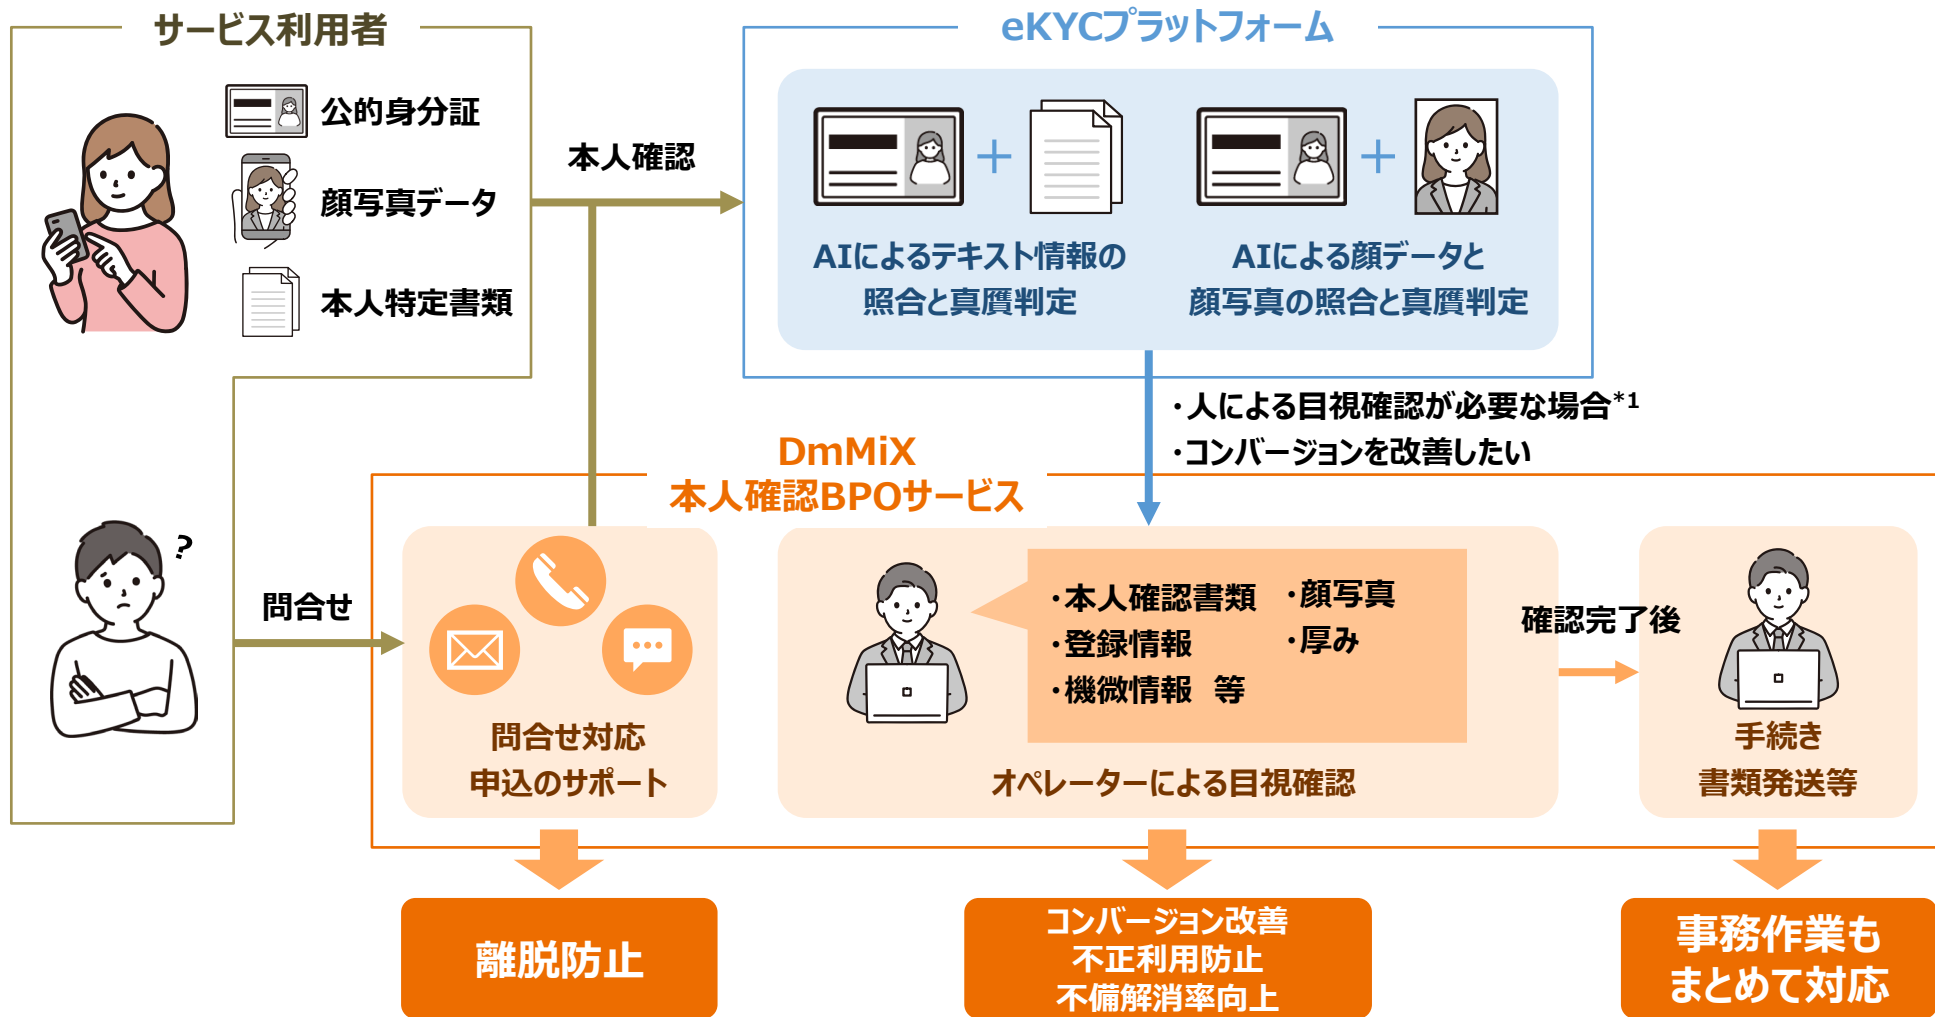 サービス利用者
公的身分証
顔写真データ
本人特定書類
本人確認
eKYCプラットフォーム
AIによるテキスト情報の
照合と真贋判定
AIによる顔データと
顔写真の照合と真贋判定
・人による目視確認が必要な場合*1
・コンバージョンを改善したい
DmMiX
本人確認BPOサービス
?
問合せ
問合せ対応
申込のサポート
・本人確認書類
・登録情報
・機微情報 等
・顔写真
・厚み
オペレーターによる目視確認
確認完了後
手続き
書類発送等
離脱防止
コンバージョン改善
不正利用防止
不備解消率向上
事務作業も
まとめて対応